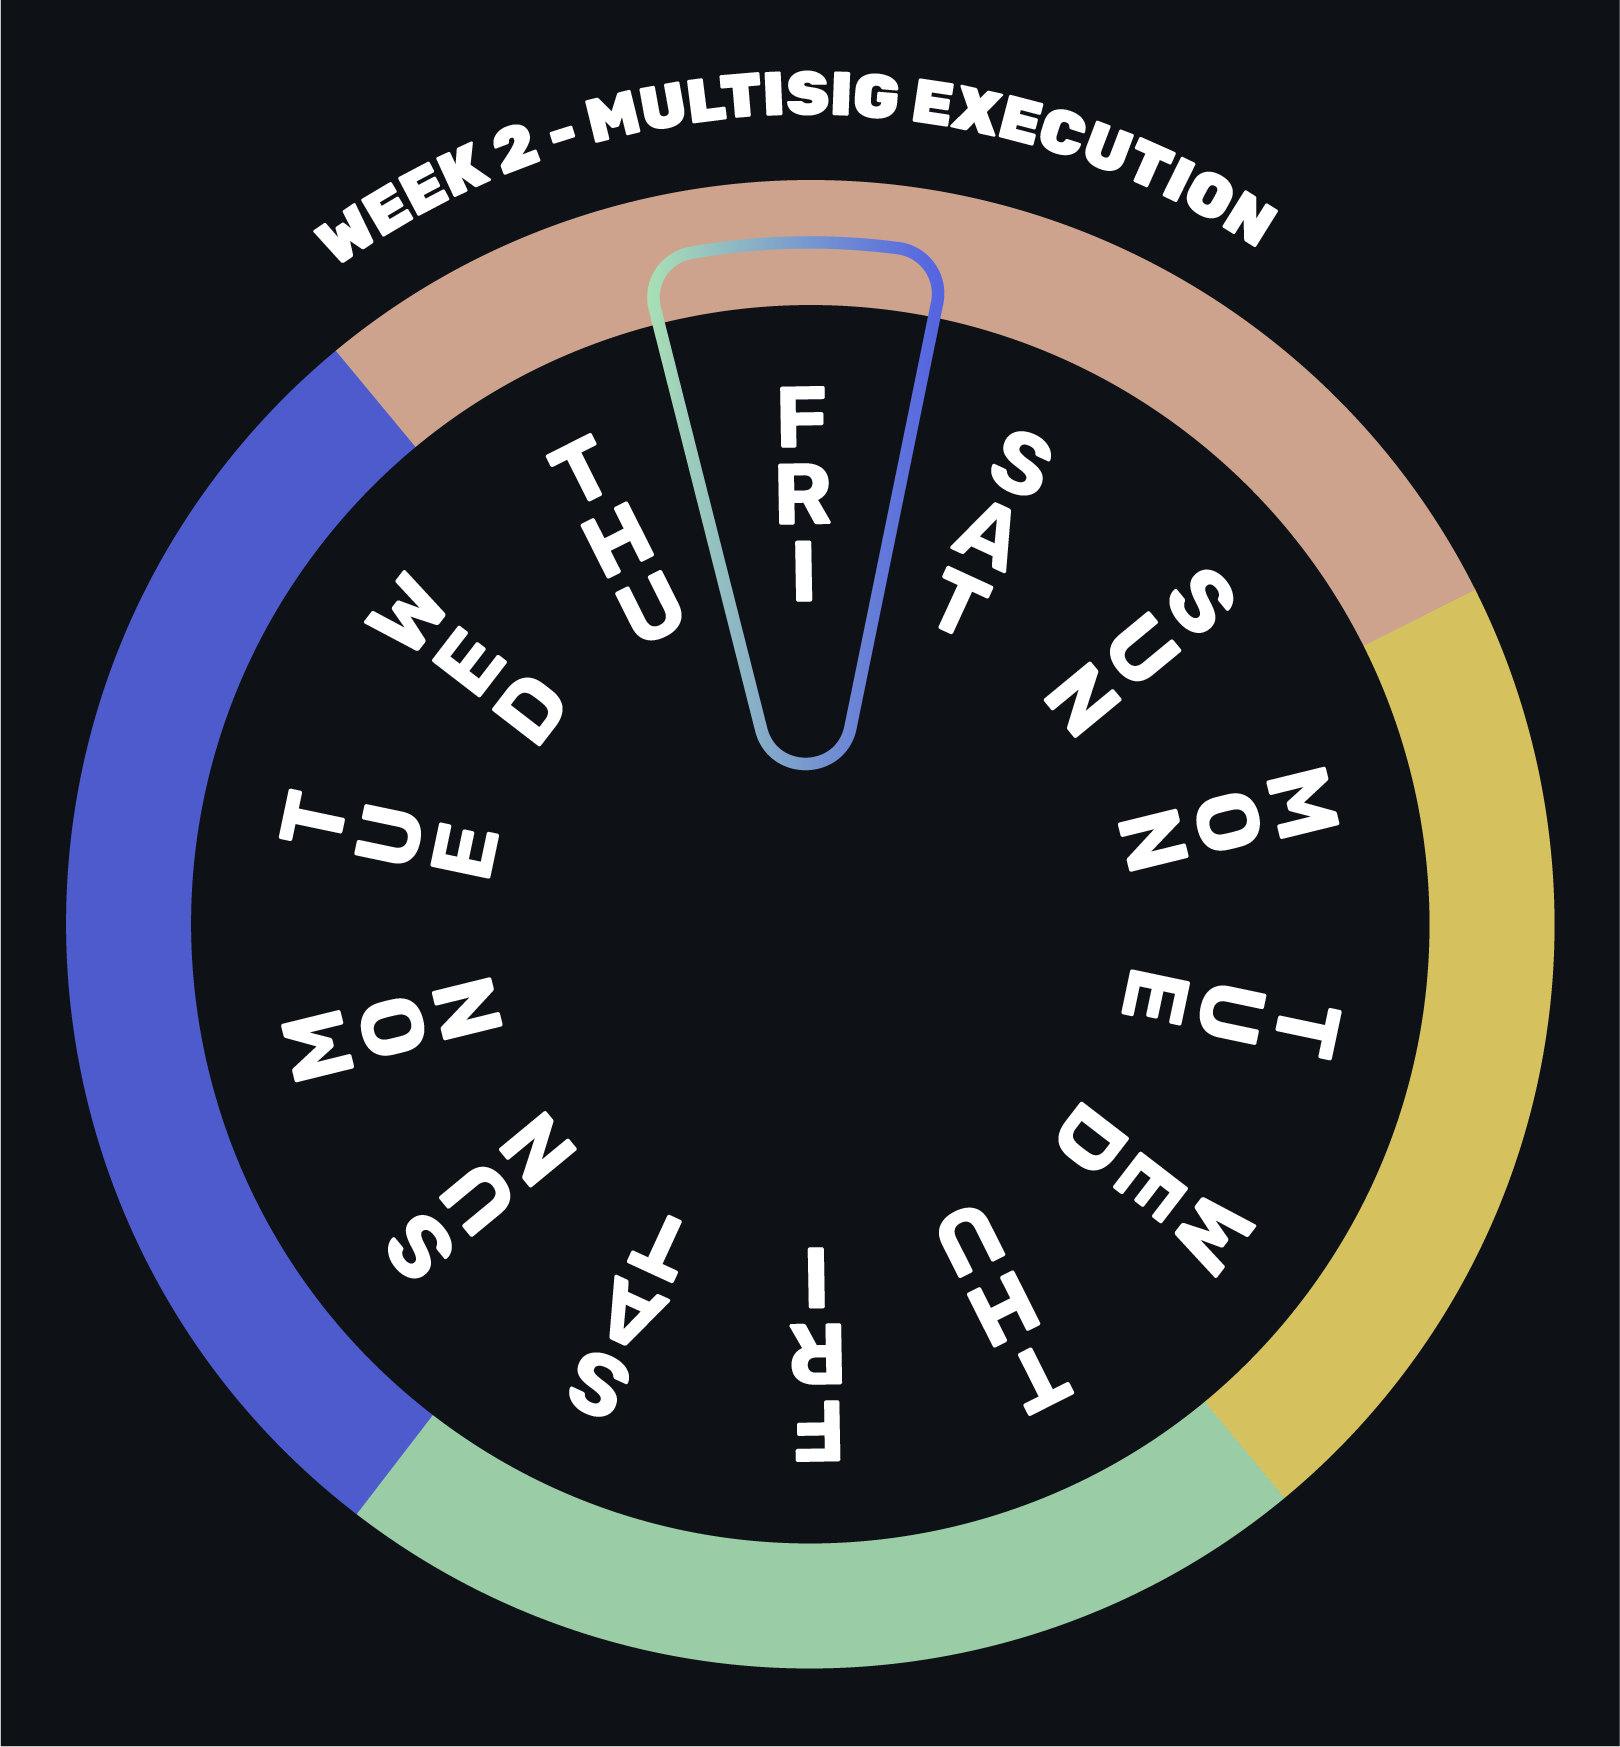 WEEK 2 - MULTISIG EXECUTION
FRI
SAT
SUN
MON
TUE
WED
THU
FRI
SAT
SUN
MON
TUE
WED
THU